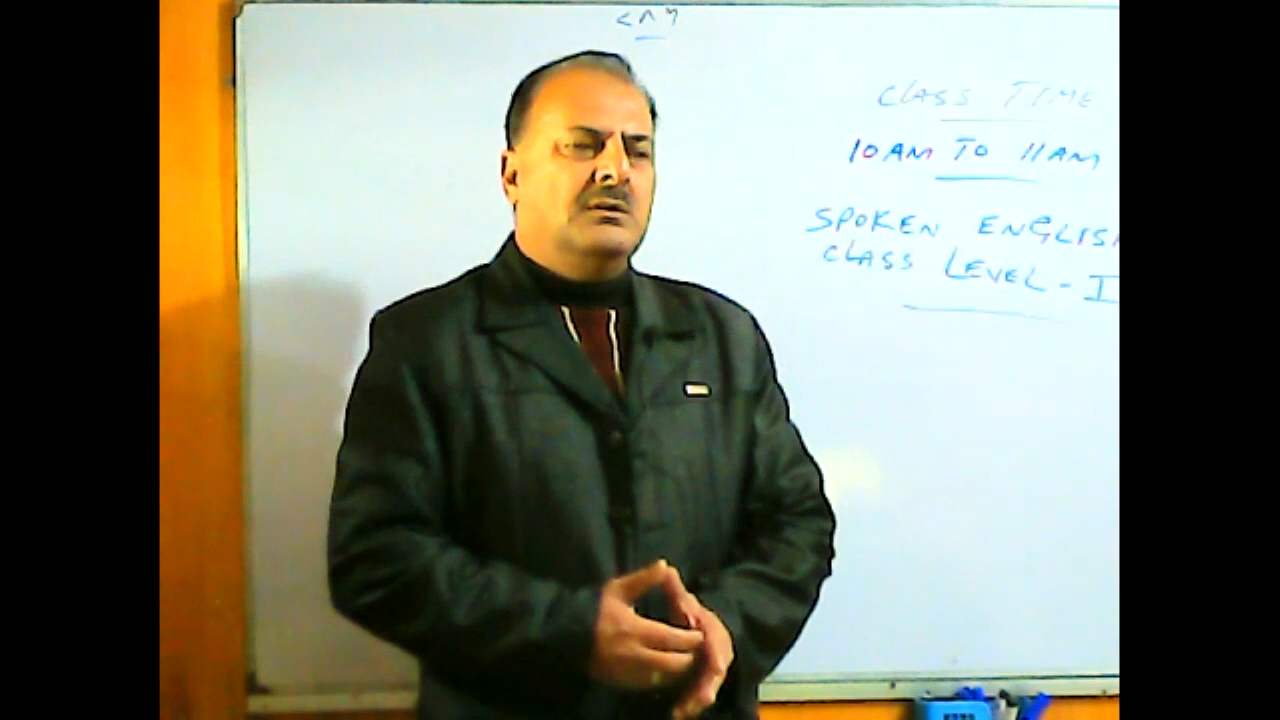 CLASS TIME
10AM TO 11AM
SPOKEN ENGLISH
CLASS LEVEL - I